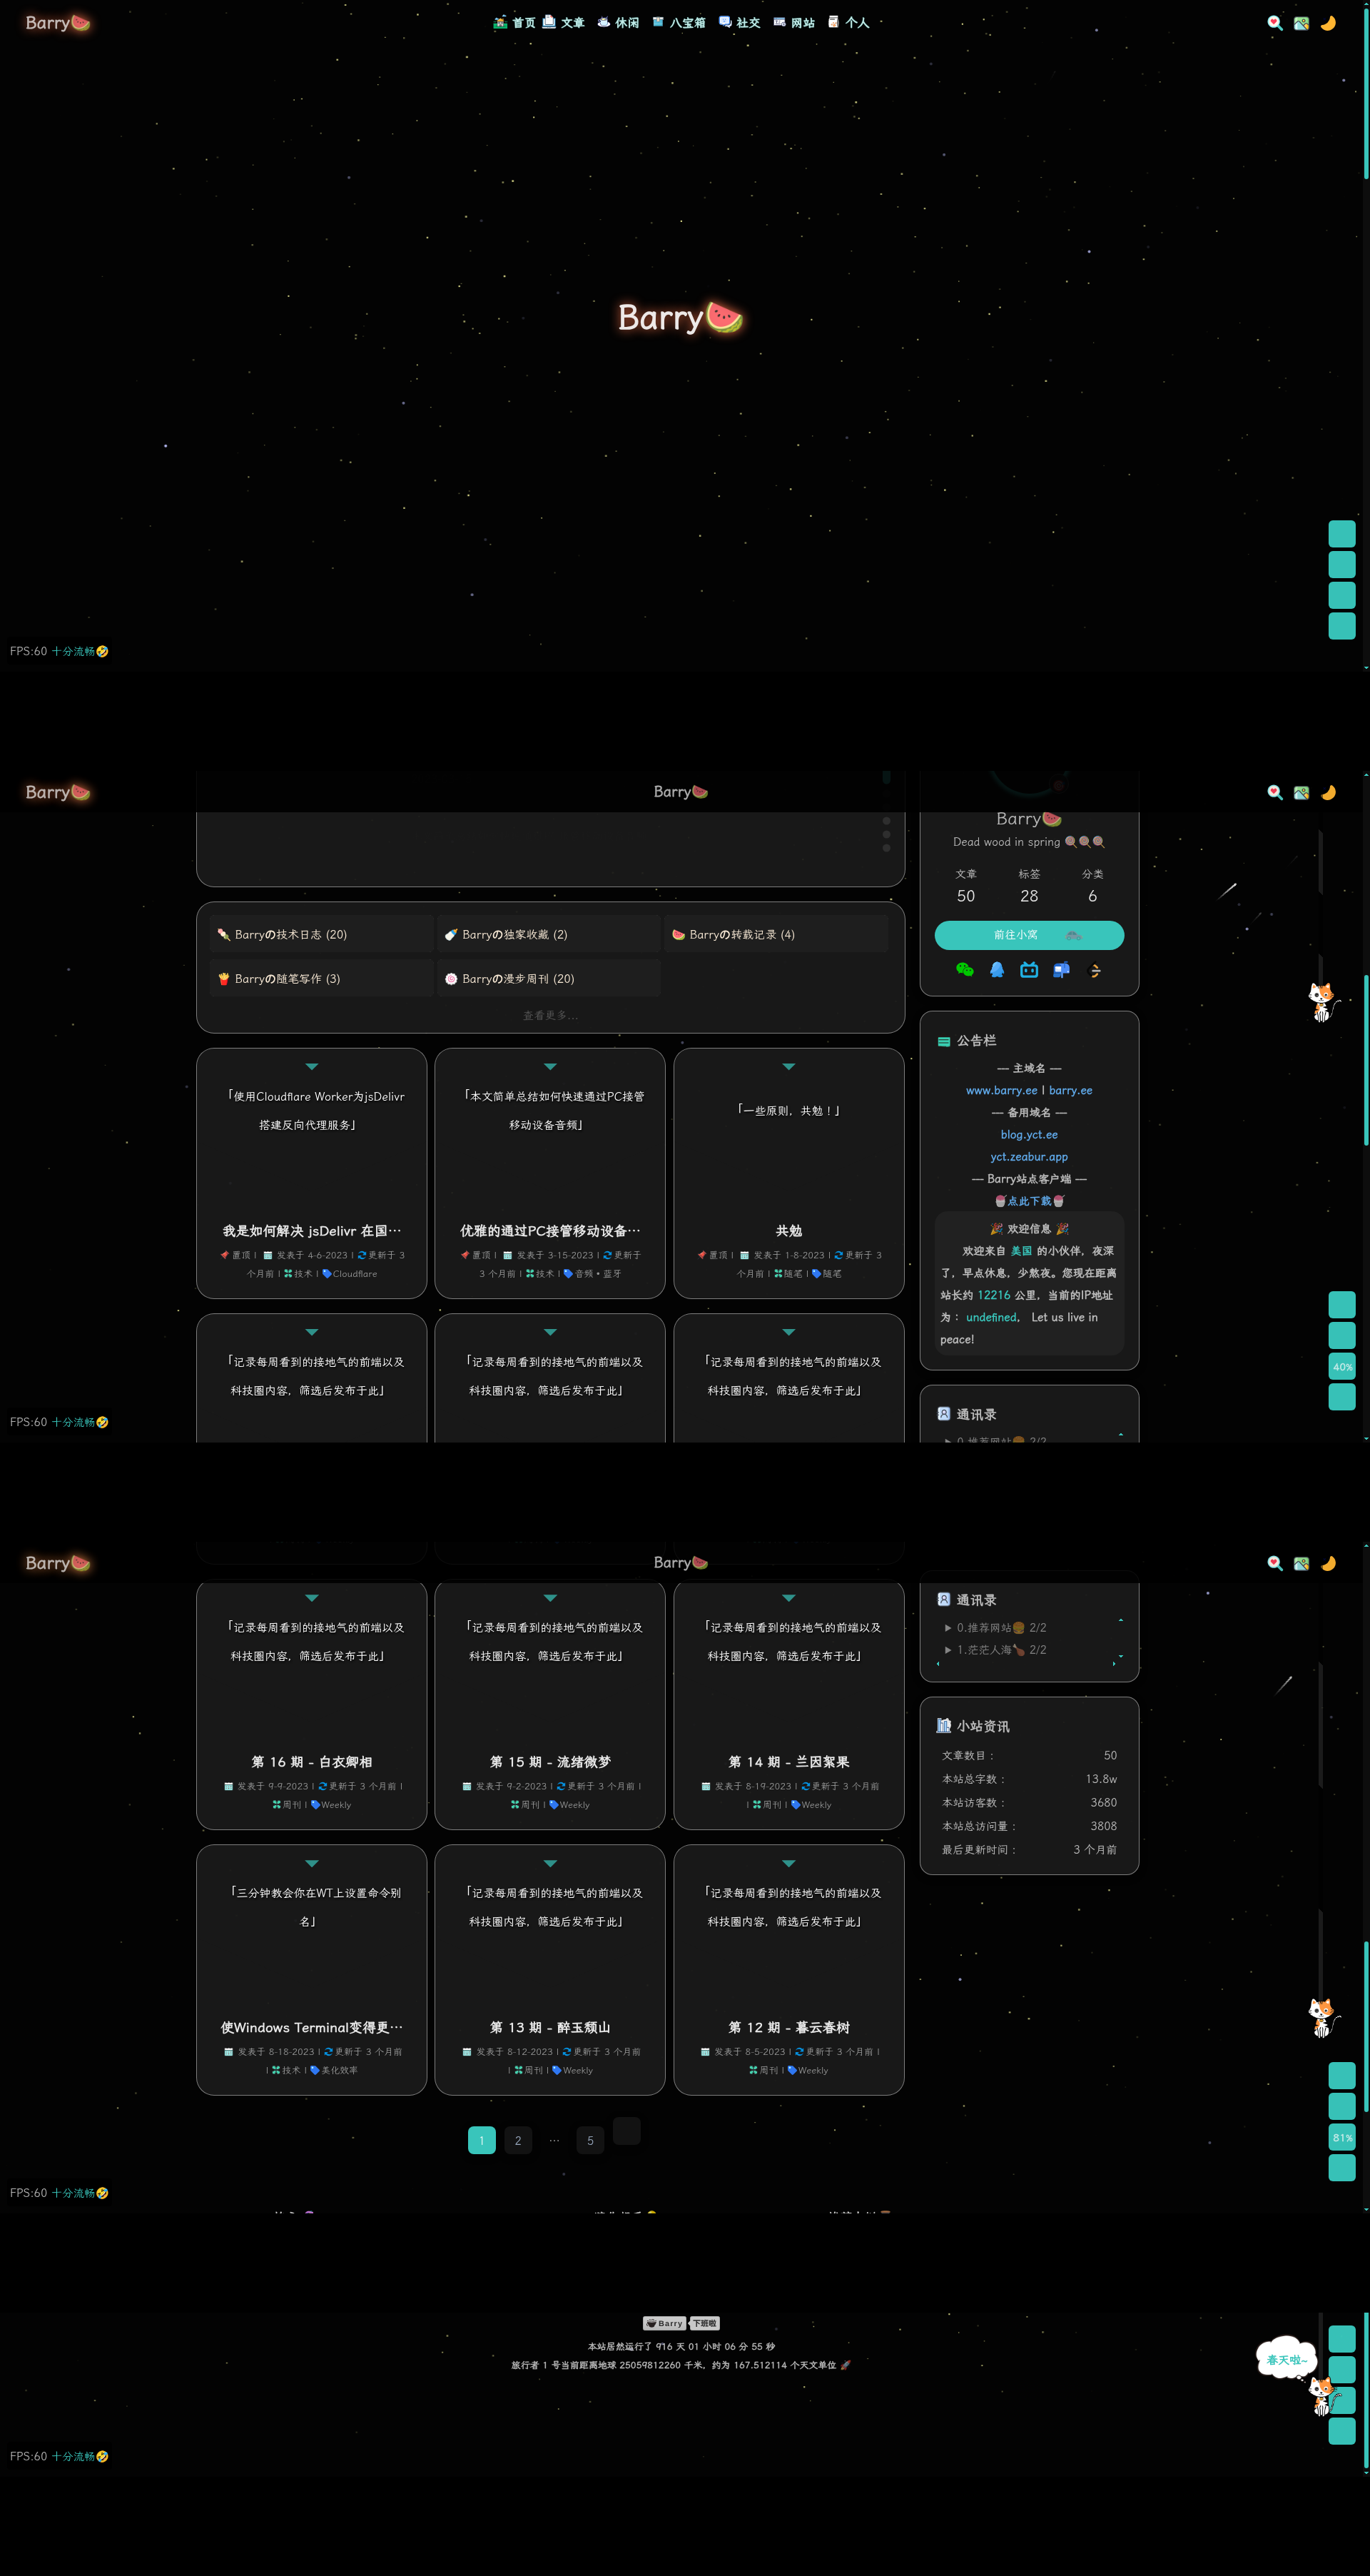 Barry🍉
首页 文章 休闲 八宝箱 社交 网站 个人
Barry🍉
FPS:60 十分流畅🤣
Barry🍉
Barry🍉
Barry🍉
Dead wood in spring 🍭🍭🍭
文章 标签 分类
50 28 6
前往小窝
🍡 Barryの技术日志 (20)
🍼 Barryの独家收藏 (2)
🍉 Barryの转载记录 (4)
🍟 Barryの随笔写作 (3)
🍥 Barryの漫步周刊 (20)
查看更多...
公告栏
— 主域名 —
www.barry.ee | barry.ee
— 备用域名 —
blog.yct.ee
yct.zeabur.app
— Barry站点客户端 —
🍧点此下载🍧
🎉 欢迎信息 🎉
欢迎来自 美国 的小伙伴，夜深
了，早点休息，少熬夜。您现在距离
站长约 12216 公里，当前的IP地址
为： undefined， Let us live in
peace!
「使用Cloudflare Worker为jsDelivr
搭建反向代理服务」
我是如何解决 jsDelivr 在国…
置顶 | 发表于 4-6-2023 | 更新于 3
个月前 | 技术 | Cloudflare
「本文简单总结如何快速通过PC接管
移动设备音频」
优雅的通过PC接管移动设备…
置顶 | 发表于 3-15-2023 | 更新于
3 个月前 | 技术 | 音频 • 蓝牙
「一些原则，共勉！」
共勉
置顶 | 发表于 1-8-2023 | 更新于 3
个月前 | 随笔 | 随笔
「记录每周看到的接地气的前端以及
科技圈内容，筛选后发布于此」
「记录每周看到的接地气的前端以及
科技圈内容，筛选后发布于此」
「记录每周看到的接地气的前端以及
科技圈内容，筛选后发布于此」
通讯录
0.推荐网站 2/2
40%
FPS:60 十分流畅🤣
Barry🍉
Barry🍉
「记录每周看到的接地气的前端以及
科技圈内容，筛选后发布于此」
第 16 期 - 白衣卿相
发表于 9-9-2023 | 更新于 3 个月前 |
周刊 | Weekly
「记录每周看到的接地气的前端以及
科技圈内容，筛选后发布于此」
第 15 期 - 流绪微梦
发表于 9-2-2023 | 更新于 3 个月前 |
周刊 | Weekly
「记录每周看到的接地气的前端以及
科技圈内容，筛选后发布于此」
第 14 期 - 兰因絮果
发表于 8-19-2023 | 更新于 3 个月前
| 周刊 | Weekly
通讯录
0.推荐网站🍔 2/2
1.茫茫人海🍗 2/2
小站资讯
文章数目： 50
本站总字数： 13.8w
本站访客数： 3680
本站总访问量： 3808
最后更新时间： 3 个月前
「三分钟教会你在WT上设置命令别
名」
使Windows Terminal变得更…
发表于 8-18-2023 | 更新于 3 个月前
| 技术 | 美化效率
「记录每周看到的接地气的前端以及
科技圈内容，筛选后发布于此」
第 13 期 - 醉玉颓山
发表于 8-12-2023 | 更新于 3 个月前
| 周刊 | Weekly
「记录每周看到的接地气的前端以及
科技圈内容，筛选后发布于此」
第 12 期 - 暮云春树
发表于 8-5-2023 | 更新于 3 个月前 |
周刊 | Weekly
1 2 … 5
81%
FPS:60 十分流畅🤣
Barry 下班啦
本站居然运行了 916 天 01 小时 06 分 55 秒
旅行者 1 号当前距离地球 25059812260 千米，约为 167.512114 个天文单位 🚀
春天啦~
FPS:60 十分流畅🤣